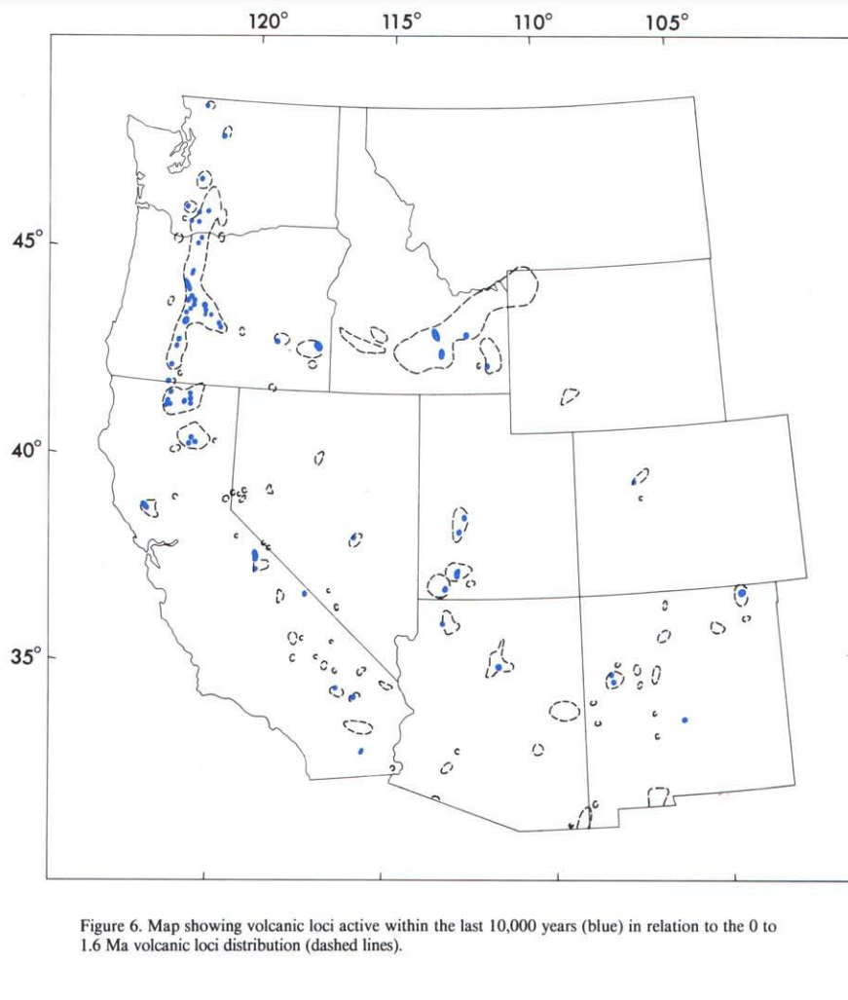 120° 115° 110° 105°
45°
40°
35°
Figure 6. Map showing volcanic loci active within the last 10,000 years (blue) in relation to the 0 to
1.6 Ma volcanic loci distribution (dashed lines).